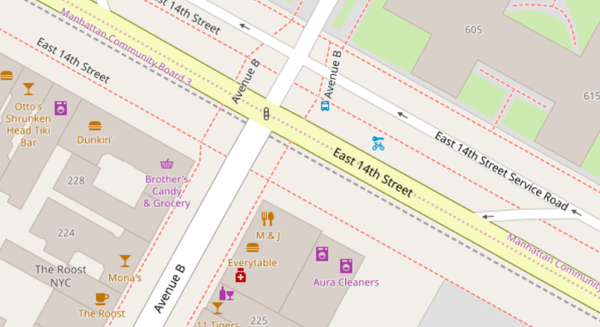 st 14th Street
605
Manhattan Community Board 3
East 14th Street
Avenue B
Avenue B
615
Otto's
Shrunken
Head Tiki
Bar
Dunkin'
East 14th Street Service Road
East 14th Street
Brother's
Candy
& Grocery
228
224
M & J
Everytable
Manhattan Community
The Roost
NYC
Mona's
Aura Cleaners
Avenue B
The Roost
11 Tigers
225